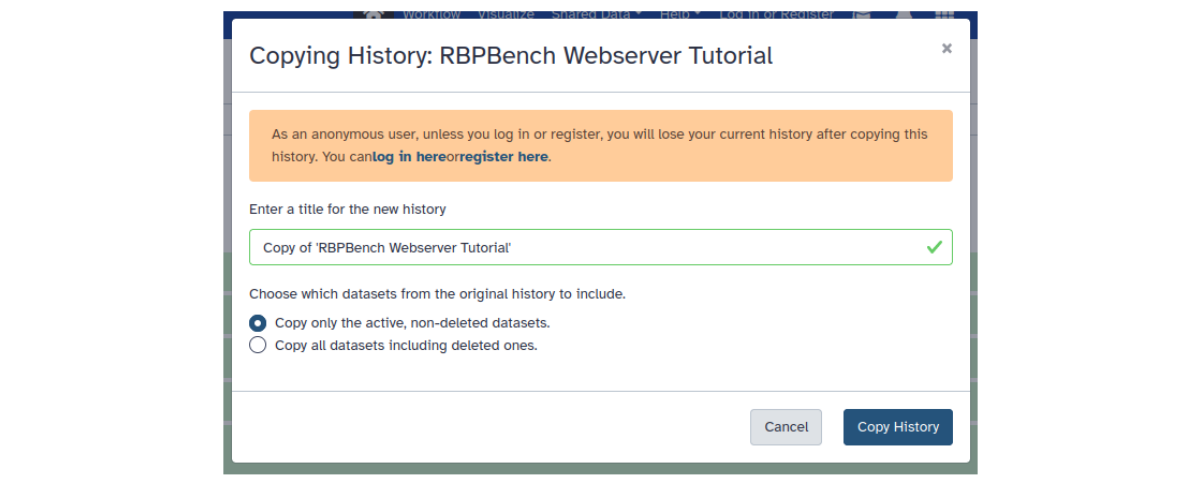 Workflow Visualize Shared Data Help Log in or Register
Copying History: RBPBench Webserver Tutorial
×
As an anonymous user, unless you log in or register, you will lose your current history after copying this
history. You canlog in hereorregister here.
Enter a title for the new history
Copy of 'RBPBench Webserver Tutorial'
Choose which datasets from the original history to include.
Copy only the active, non-deleted datasets.
Copy all datasets including deleted ones.
Cancel Copy History